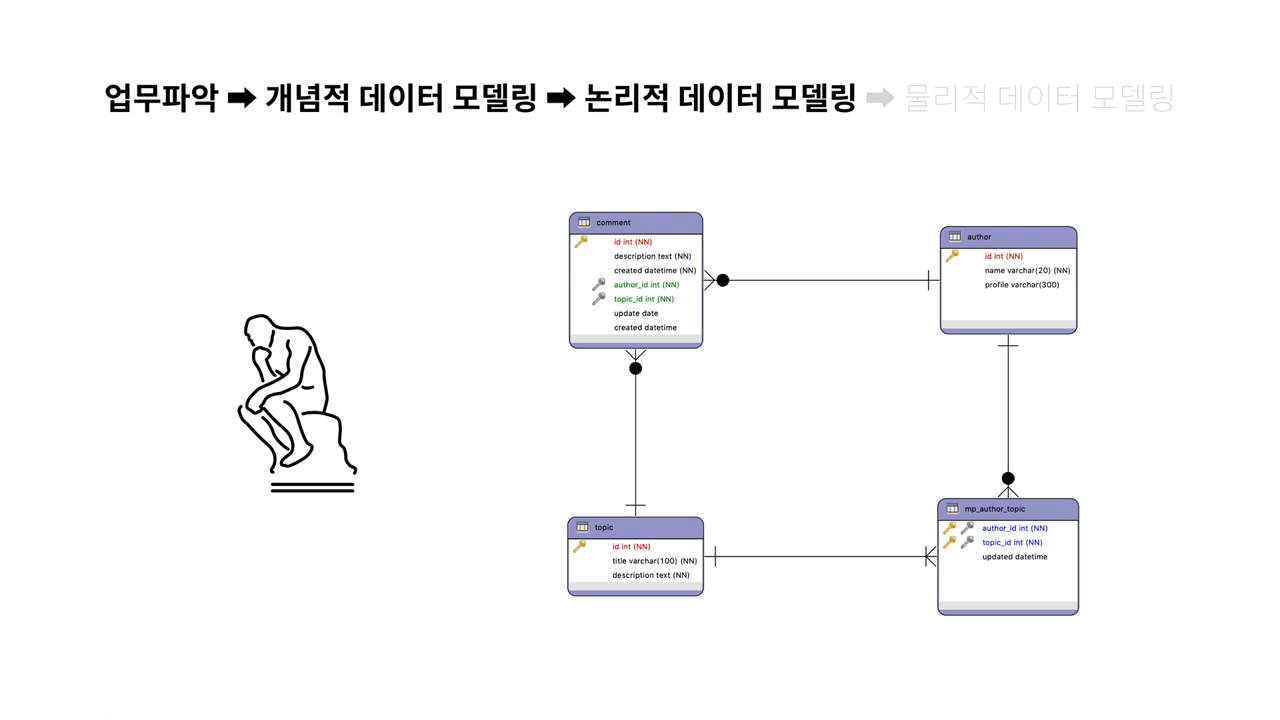 업무파악 ➡ 개념적 데이터 모델링 ➡ 논리적 데이터 모델링 ➡ 물리적 데이터 모델링
comment
id int (NN)
description text (NN)
created datetime (NN)
author_id int (NN)
topic_id int (NN)
update date
created datetime
author
id int (NN)
name varchar(20) (NN)
profile varchar(300)
topic
id int (NN)
title varchar(100) (NN)
description text (NN)
mp_author_topic
author_id int (NN)
topic_id int (NN)
updated datetime